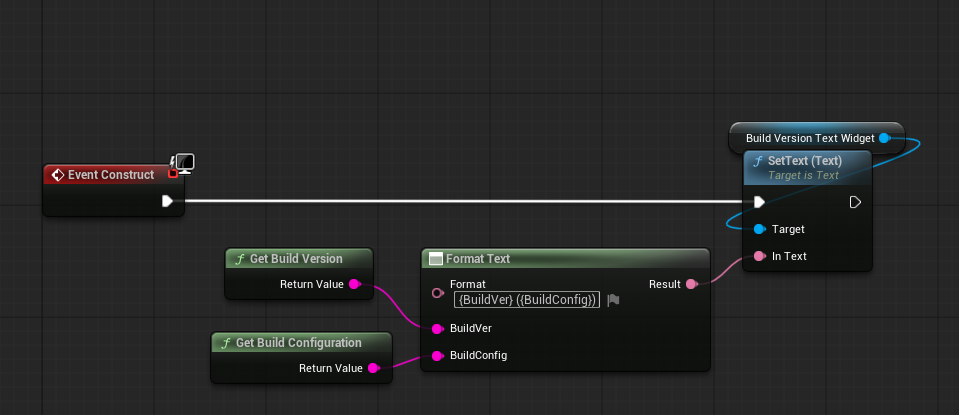 Build Version Text Widget
f SetText (Text)
Target is Text
Event Construct
Target
In Text
f Get Build Version
Return Value
Format Text
Format
{BuildVer} ({BuildConfig})
Result
BuildVer
BuildConfig
f Get Build Configuration
Return Value